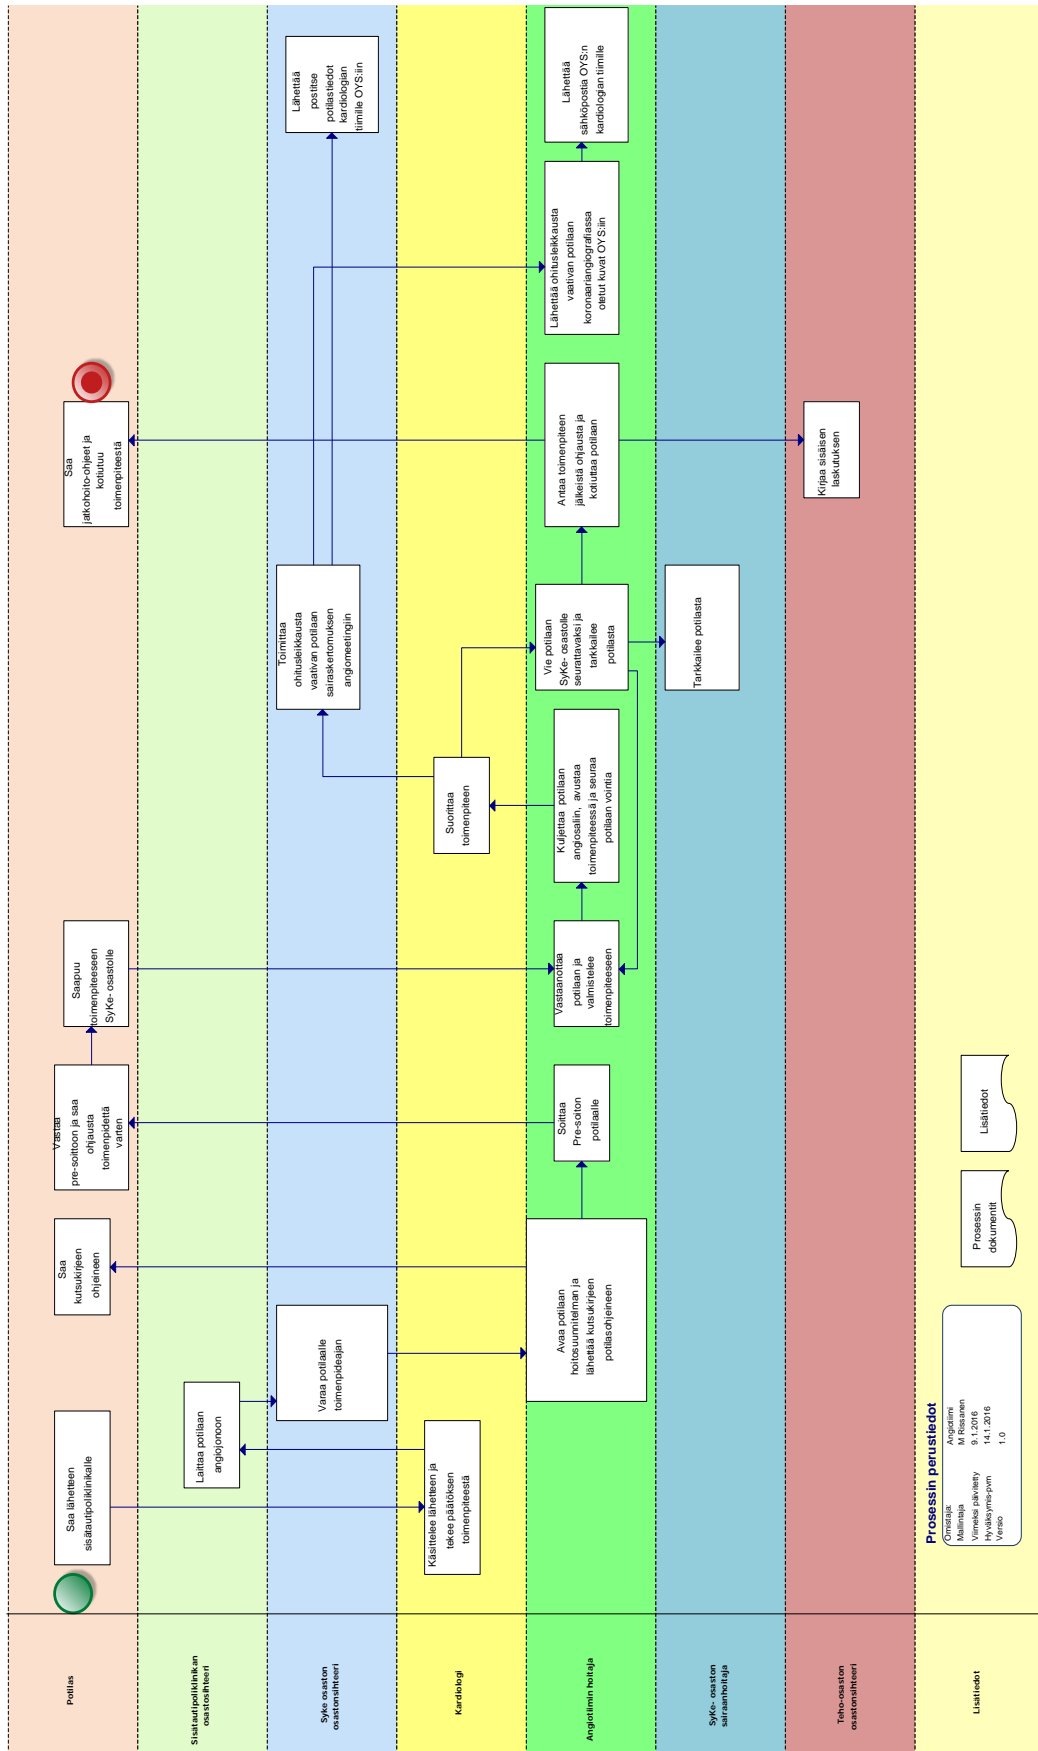 Potilas
Saa lähetteen
sisätautipoliklinikalle
Saa
kutsukirjeen
ohjeineen
Vastaa
pre-soittoon ja saa
ohjausta
toimenpidettä
varten
Saapuu
toimenpiteeseen
SyKe- osastolle
Saa
jatkohoito-ohjeet ja
kotiutuu
toimenpiteestä
Sisätautipoliklinikan
osastosihteeri
Laittaa potilaan
angiojonoon
Syke osaston
osastonsihteeri
Varaa potilaalle
toimenpideajan
Toimittaa
ohitusleikkausta
vaativan potilaan
sairaskertomuksen
angiomeetingiin
Lähettää
postitse
potilastiedot
kardiologian
tiimille OYS:iin
Kardiologi
Käsittelee lähetteen ja
tekee päätöksen
toimenpiteestä
Suorittaa
toimenpiteen
Angiotiimin hoitaja
Avaa potilaan
hoitosuunnitelman ja
lähettää kutsukirjeen
potilasohjeineen
Soittaa
Pre-soiton
potilaalle
Vastaanottaa
potilaan ja
valmistelee
toimenpiteeseen
Kuljettaa potilaan
angiosaliin, avustaa
toimenpiteessä ja seuraa
potilaan vointia
Vie potilaan
SyKe- osastolle
seurattavaksi ja
tarkkailee
potilasta
Antaa toimenpiteen
jälkeistä ohjausta ja
kotiuttaa potilaan
Lähettää ohitusleikkausta
vaativan potilaan
koronaariangiografiassa
otetut kuvat OYS:iin
Lähettää
sähköpostia OYS:n
kardiologian tiimille
SyKe- osaston
sairaanhoitaja
Tarkkailee potilasta
Teho-osaston
osastonsihteeri
Kirjaa sisäisen
laskutuksen
Lisätiedot
Prosessin perustiedot
Omistaja: Angiotiimi
Mallintaja M Rissanen
Viimeksi päivitetty 9.1.2016
Hyväksymis-pvm 14.1.2016
Versio 1.0
Prosessin
dokumentit
Lisätiedot